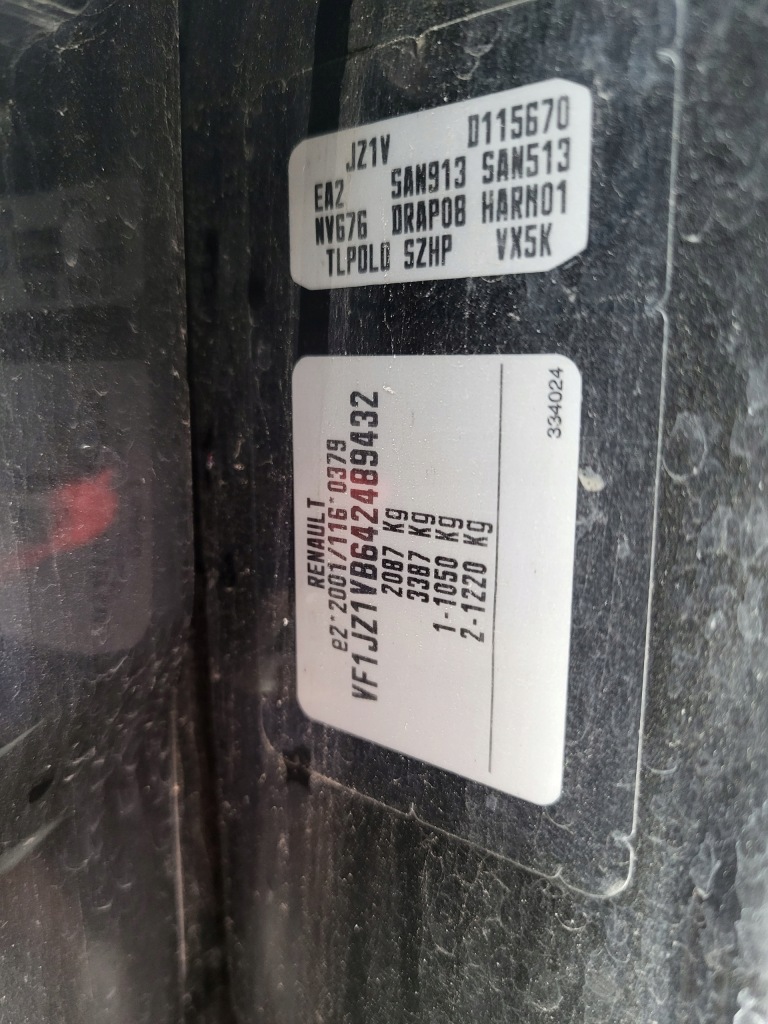 JZ1V D115670
EA2 SAN913 SAN513
NV676 DRAP08 HARN01
TLPOLO SZHP VX5K
RENAULT
e2*2001/116*0379
VF1JZ1VB642489432
2087 Kg
3387 Kg
1-1050 Kg
2-1220 Kg
334024